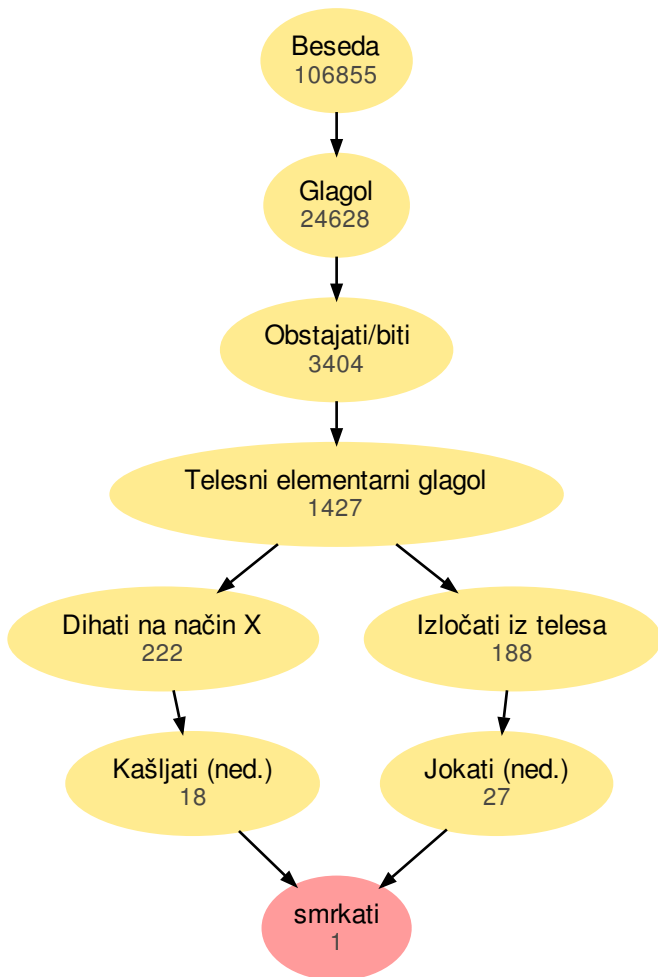 Beseda
106855
Glagol
24628
Obstajati/biti
3404
Telesni elementarni glagol
1427
Dihati na način X
222
Izločati iz telesa
188
Kašljati (ned.)
18
Jokati (ned.)
27
smrkati
1